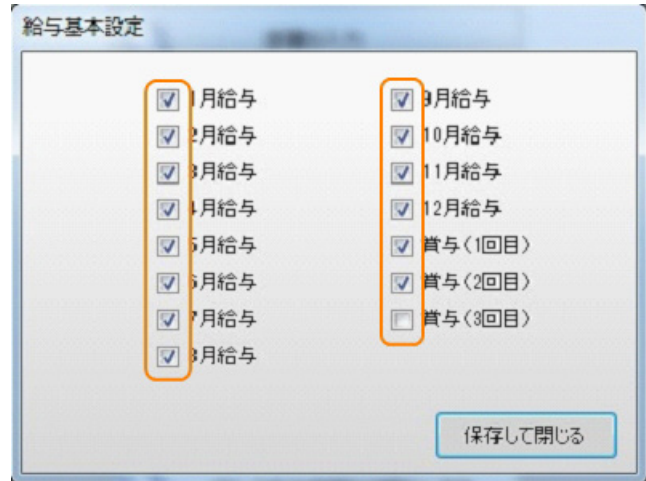 給与基本設定
1月給与
2月給与
3月給与
4月給与
5月給与
6月給与
7月給与
8月給与
9月給与
10月給与
11月給与
12月給与
賞与(1回目)
賞与(2回目)
賞与(3回目)
保存して閉じる